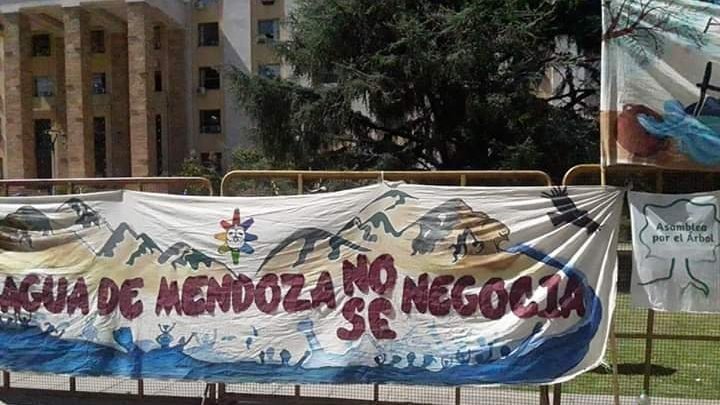 AGUA DE MENDOZA NO SE NEGOCIA
Asamblea
por el Árbol